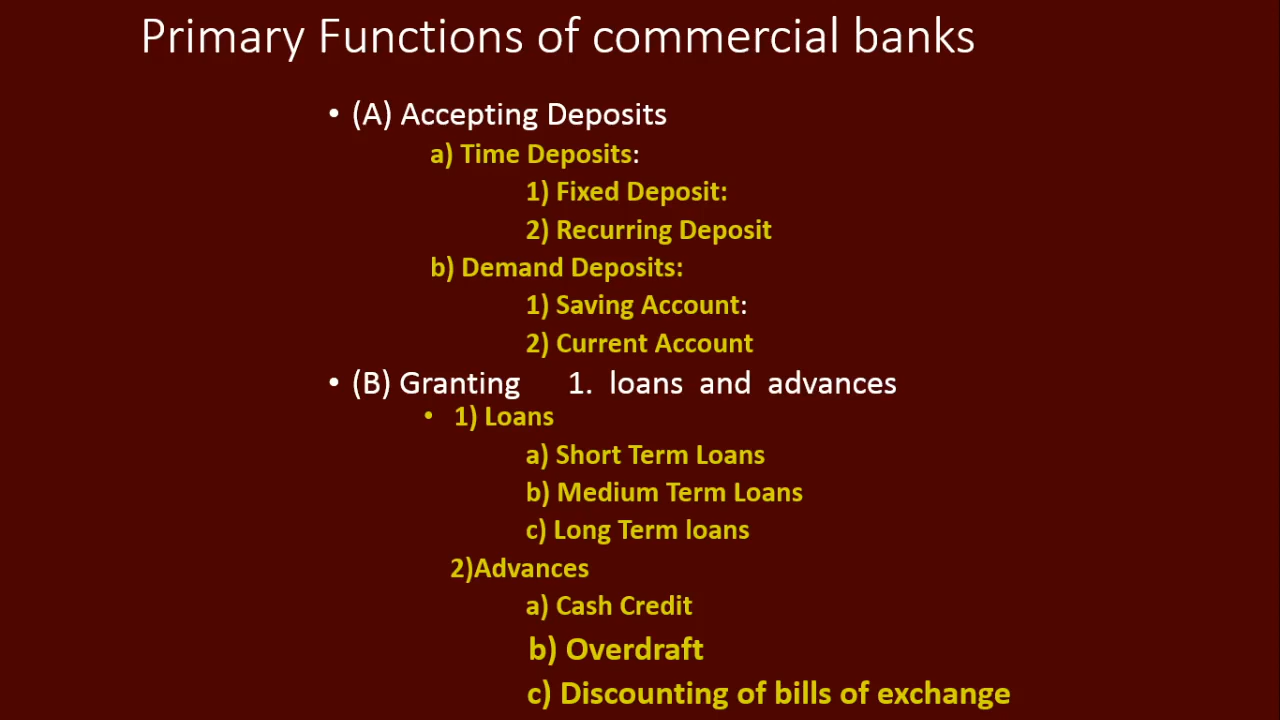 Primary Functions of commercial banks
• (A) Accepting Deposits
a) Time Deposits:
1) Fixed Deposit:
2) Recurring Deposit
b) Demand Deposits:
1) Saving Account:
2) Current Account
• (B) Granting 1. loans and advances
• 1) Loans
a) Short Term Loans
b) Medium Term Loans
c) Long Term loans
2)Advances
a) Cash Credit
b) Overdraft
c) Discounting of bills of exchange